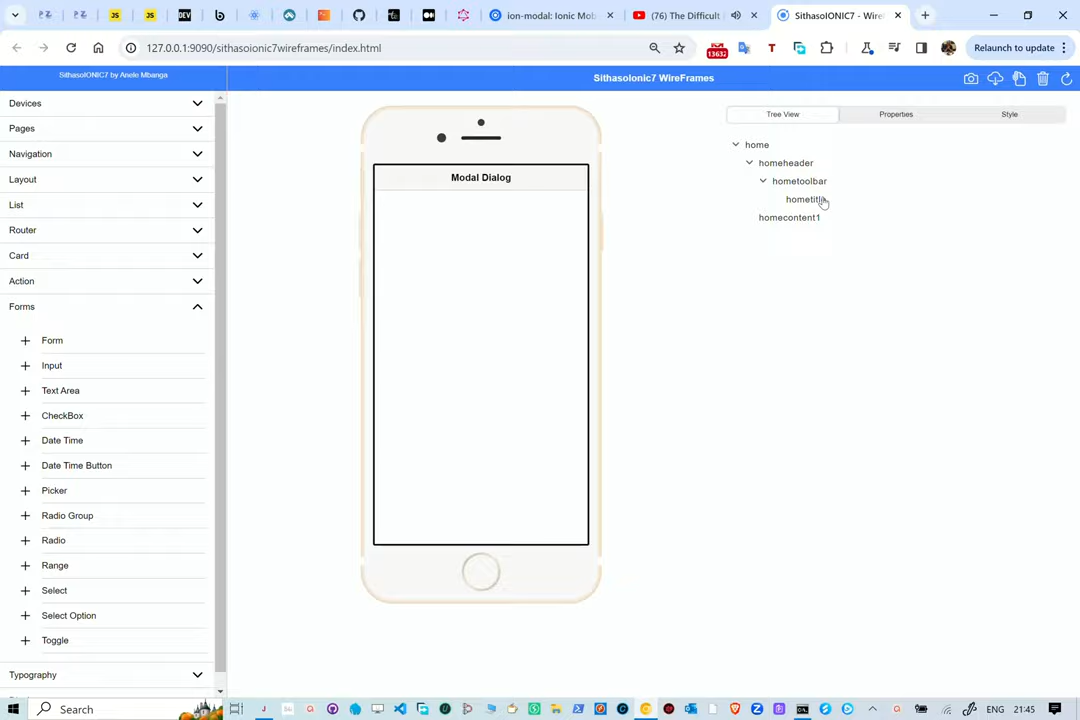 ion-modal: Ionic Mob
(76) The Difficult
SithasoIONIC7 - Wire
127.0.0.1:9090/sithasoionic7wireframes/index.html
13632
Relaunch to update
SithasoIONIC7 by Anele Mbanga
SithasoIonic7 WireFrames
Devices
Pages
Navigation
Layout
List
Router
Card
Action
Forms
Form
Input
Text Area
CheckBox
Date Time
Date Time Button
Picker
Radio Group
Radio
Range
Select
Select Option
Toggle
Typography
Modal Dialog
Tree View
Properties
Style
home
homeheader
hometoolbar
hometitle
homecontent1
Search
ENG
21:45